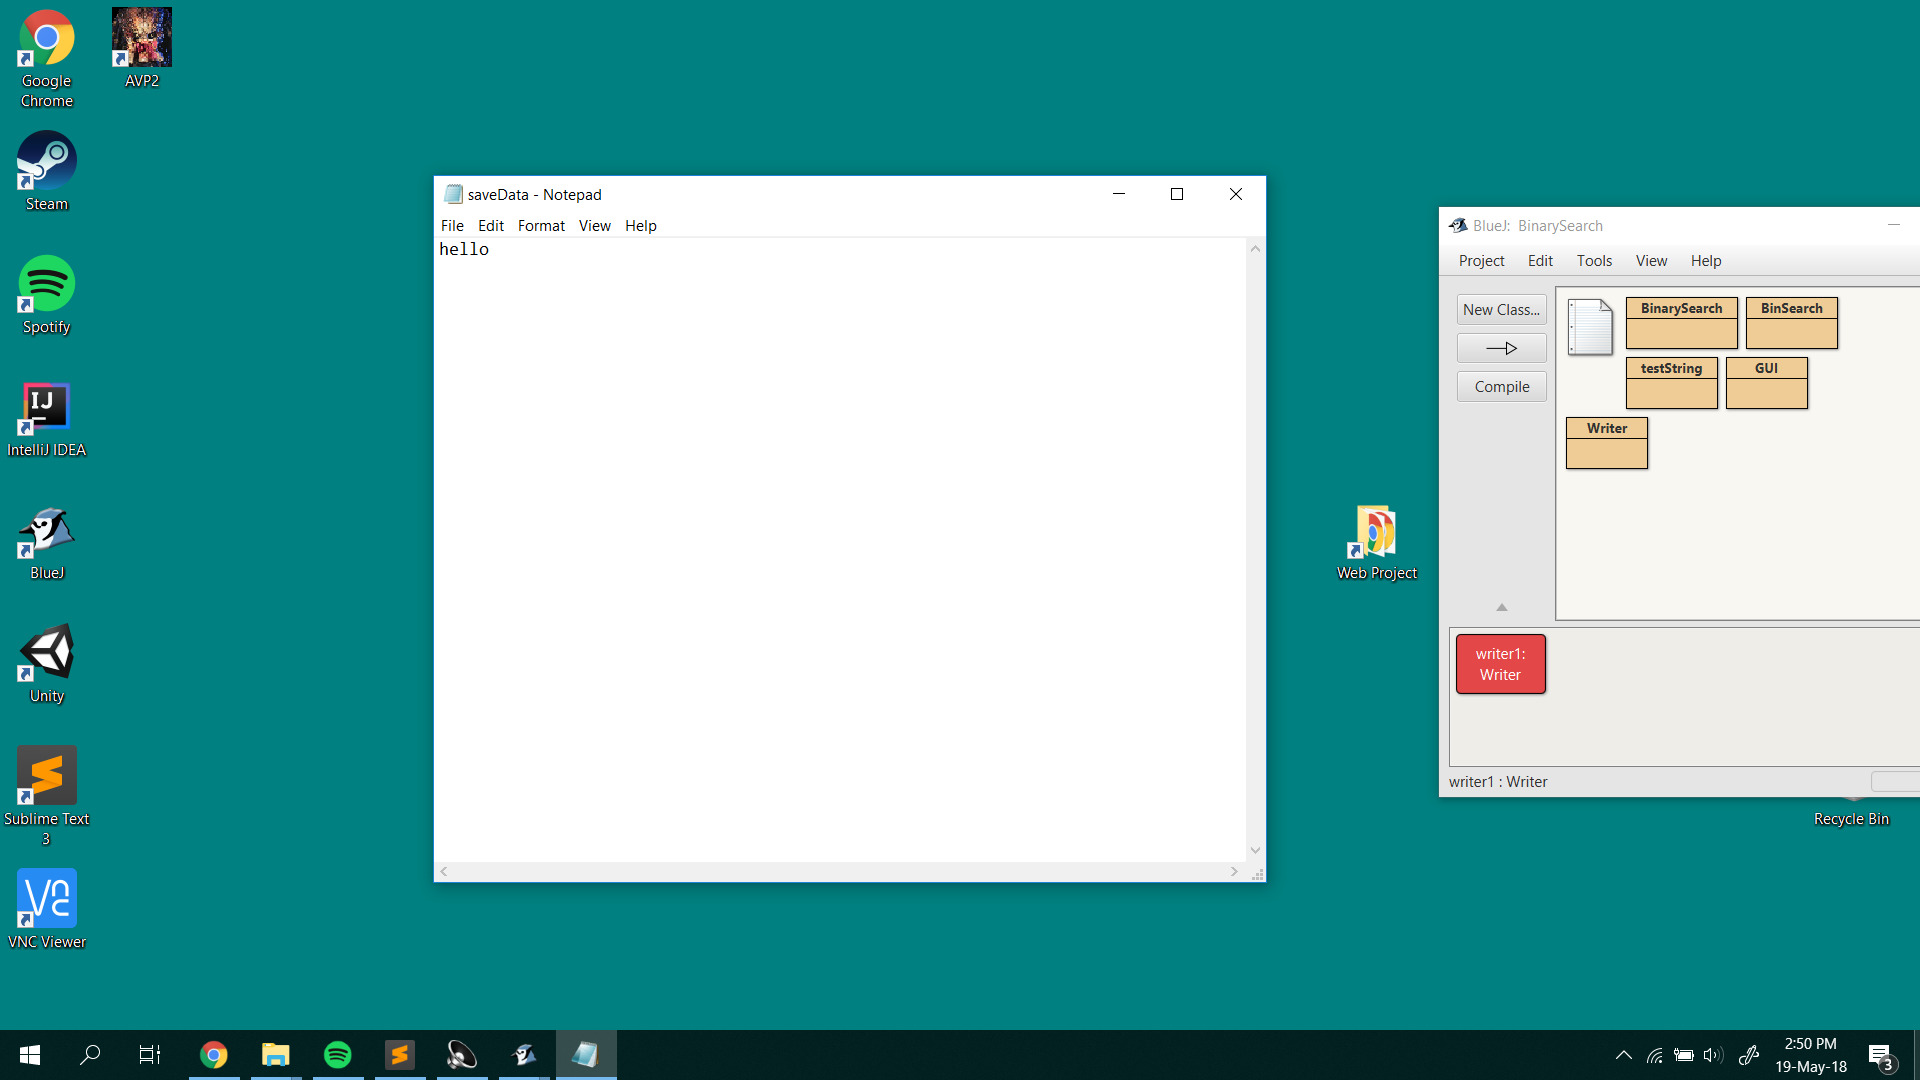 Google
Chrome
AVP2
Steam
Spotify
IJ
IntelliJ IDEA
BlueJ
Unity
Sublime Text
3
VNC Viewer
saveData - Notepad
File Edit Format View Help
hello
Web Project
BlueJ: BinarySearch
Project Edit Tools View Help
New Class...
Compile
BinarySearch BinSearch
testString GUI
Writer
writer1:
Writer
writer1 : Writer
Recycle Bin
2:50 PM
19-May-18
3